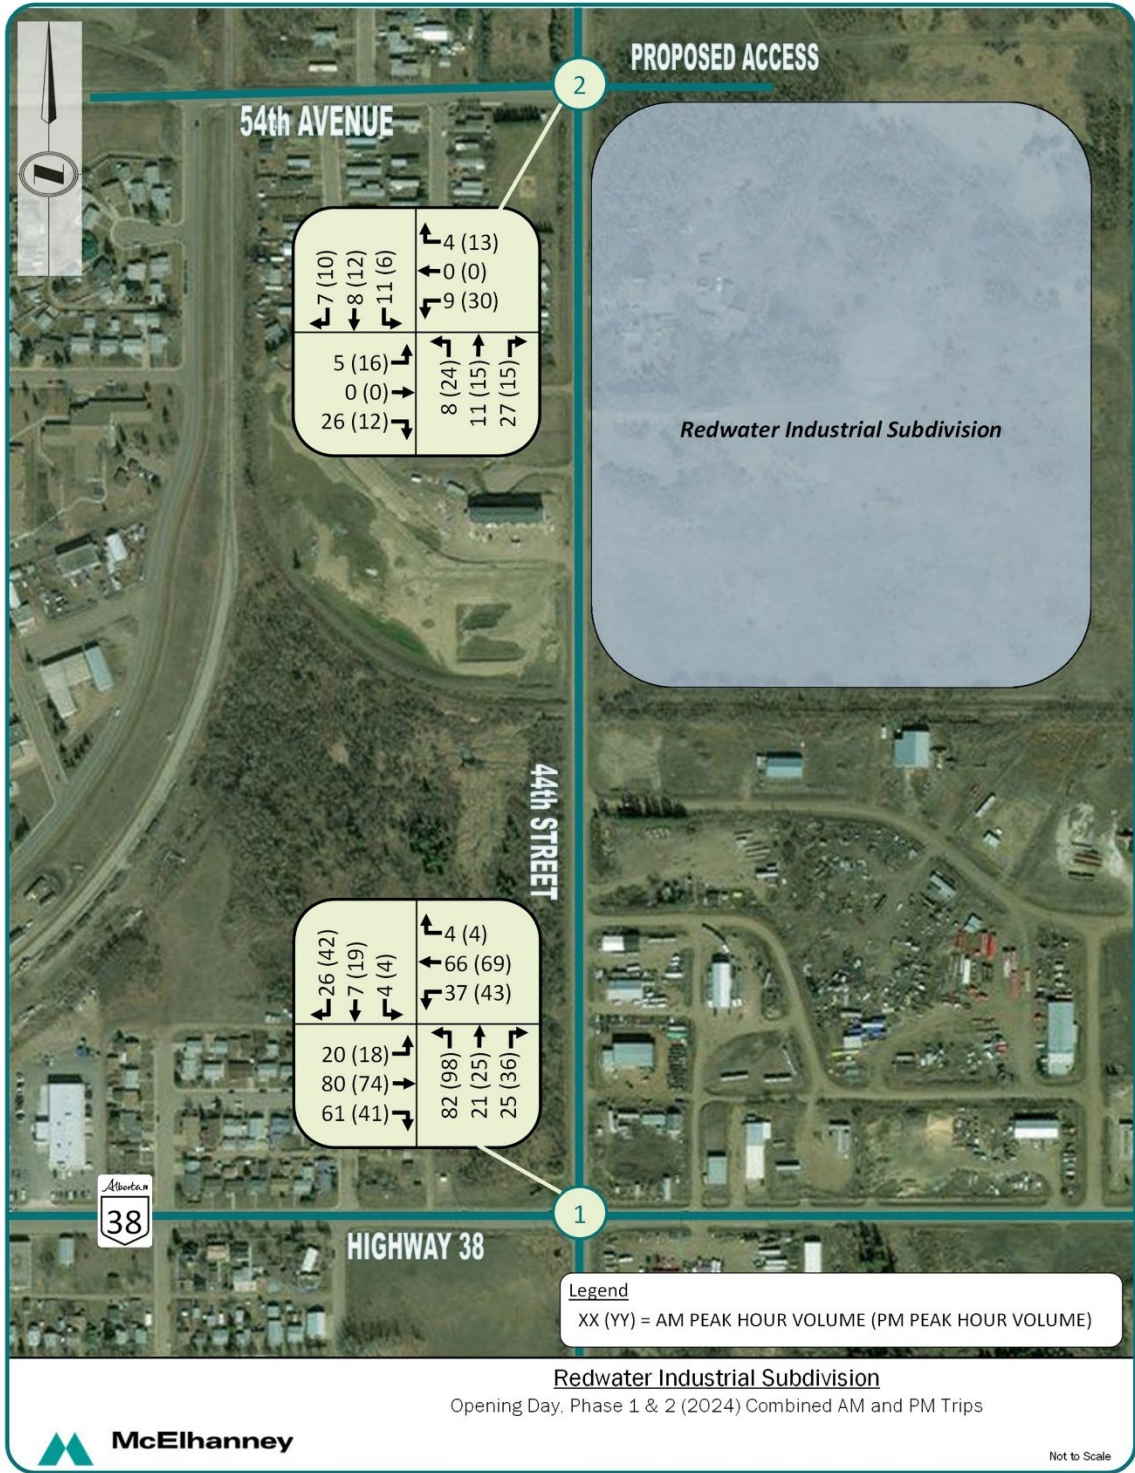 PROPOSED ACCESS
2
54th AVENUE
7 (10)
8 (12)
11 (6)
4 (13)
0 (0)
9 (30)
5 (16)
0 (0)
26 (12)
8 (24)
11 (15)
27 (15)
Redwater Industrial Subdivision
44th STREET
26 (42)
7 (19)
4 (4)
4 (4)
66 (69)
37 (43)
20 (18)
80 (74)
61 (41)
82 (98)
21 (25)
25 (36)
Alberta
38
1
HIGHWAY 38
Legend
XX (YY) = AM PEAK HOUR VOLUME (PM PEAK HOUR VOLUME)
Redwater Industrial Subdivision
Opening Day, Phase 1 & 2 (2024) Combined AM and PM Trips
McElhanney
Not to Scale